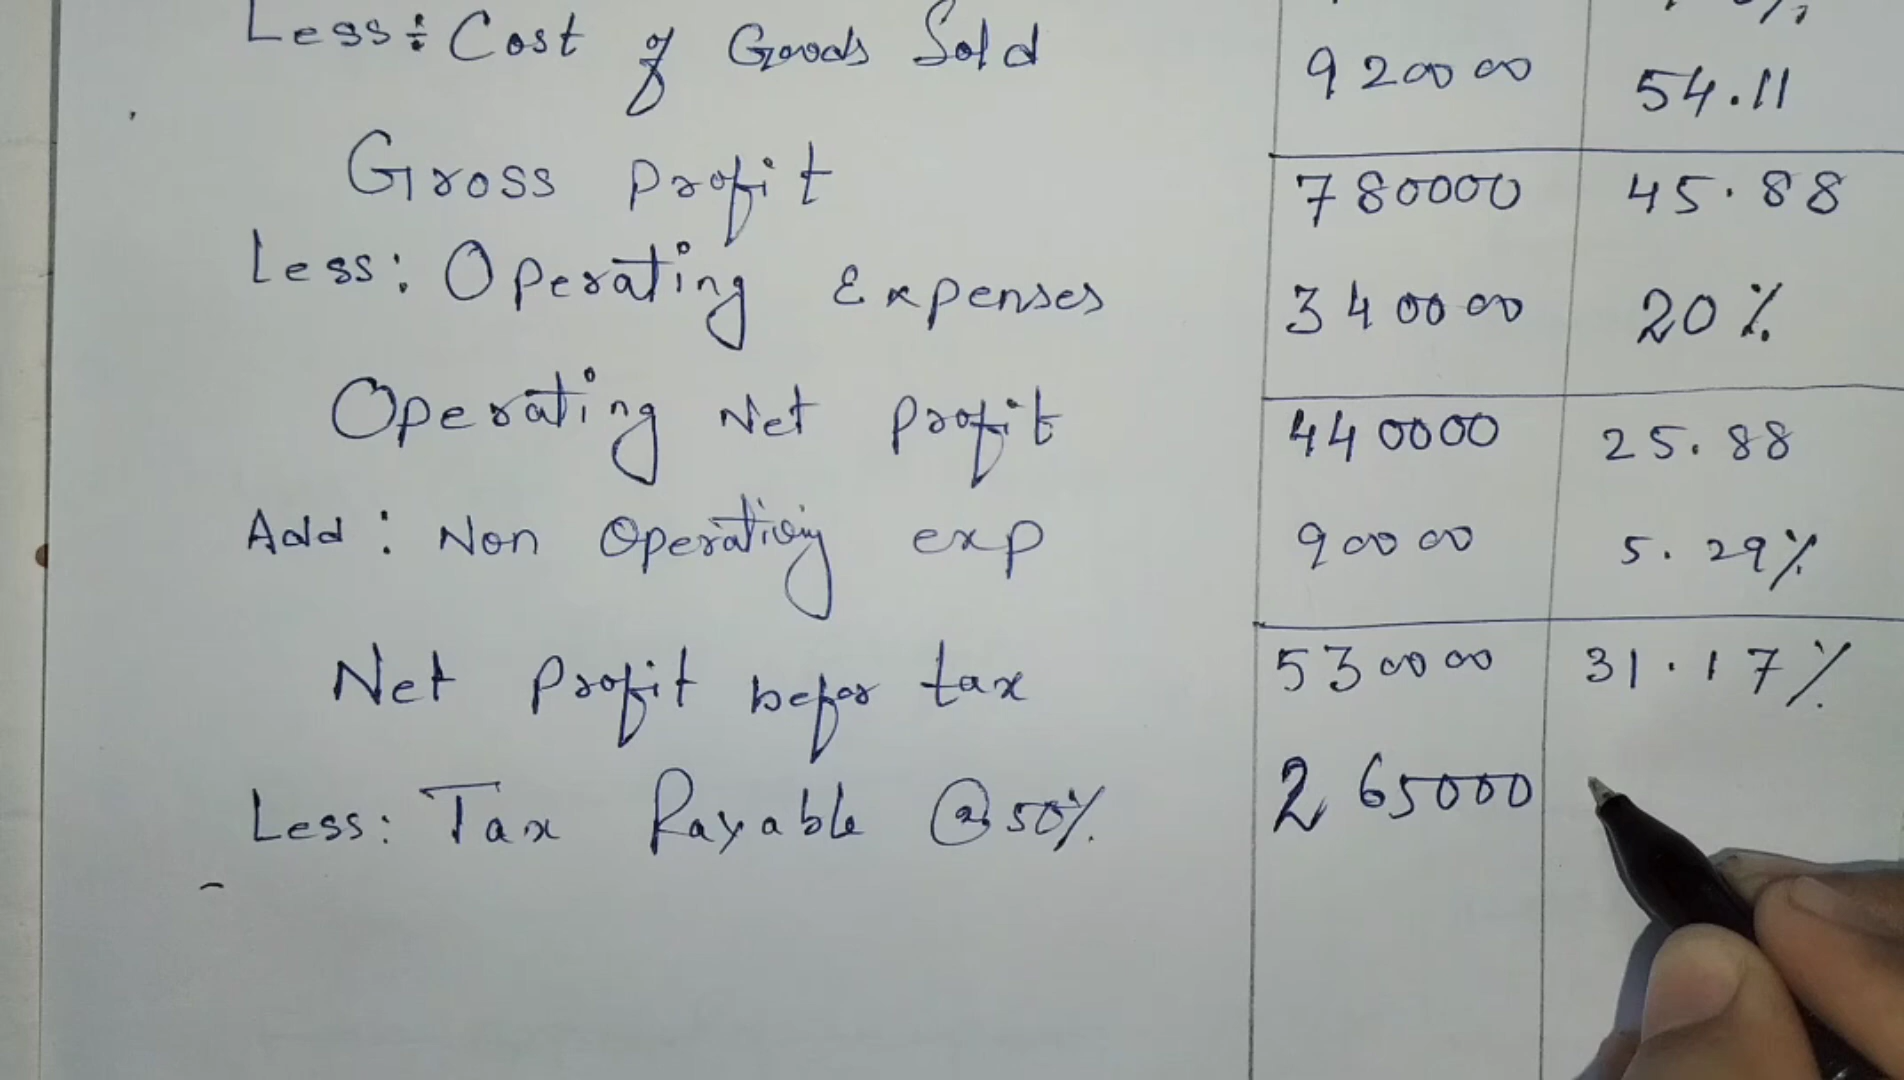 Less: Cost of Goods Sold 920000 54.11
Gross Profit 780000 45.88
Less: Operating Expenses 340000 20%
Operating Net Profit 440000 25.88
Add: Non Operating exp 90000 5.29%
Net Profit befor tax 530000 31.17%
Less: Tax Payable @50% 265000